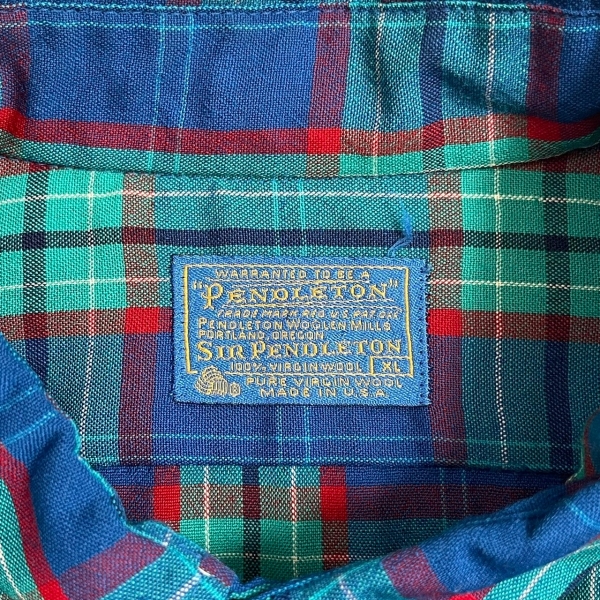 WARRANTED TO BE A
"PENDLETON"
TRADE MARK REG. U.S. PAT. OFF.
PENDLETON WOOLEN MILLS
PORTLAND, OREGON
SIR PENDLETON
100% VIRGIN WOOL XL
PURE VIRGIN WOOL
MADE IN U.S.A.